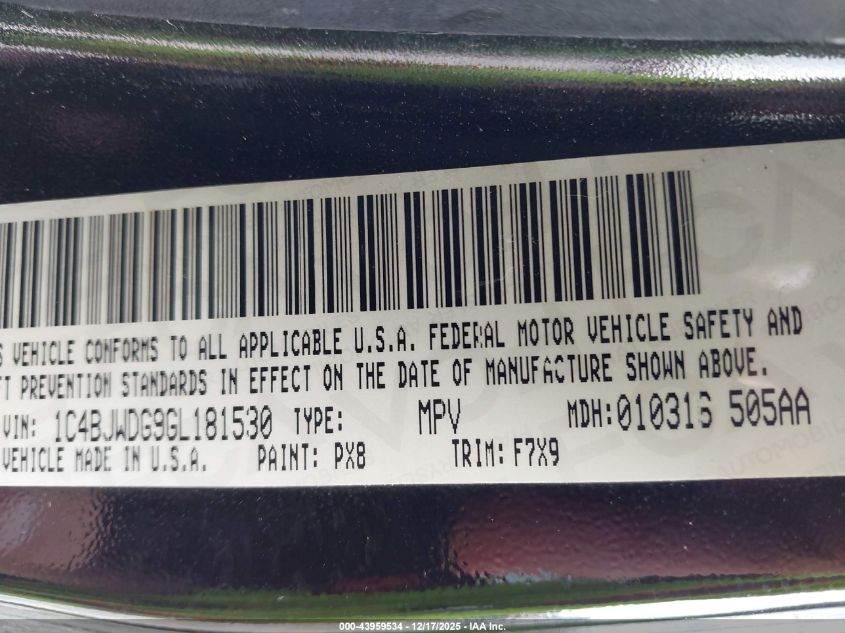 S VEHICLE CONFORMS TO ALL APPLICABLE U.S.A. FEDERAL MOTOR VEHICLE SAFETY AND
FT PREVENTION STANDARDS IN EFFECT ON THE DATE OF MANUFACTURE SHOWN ABOVE.
VIN: 1C4BJWDG9GL181530 TYPE: MPV MDH: 010316 505AA
VEHICLE MADE IN U.S.A. PAINT: PX8 TRIM: F7X9
000-43959534 | 12/17/2025 - IAA Inc.